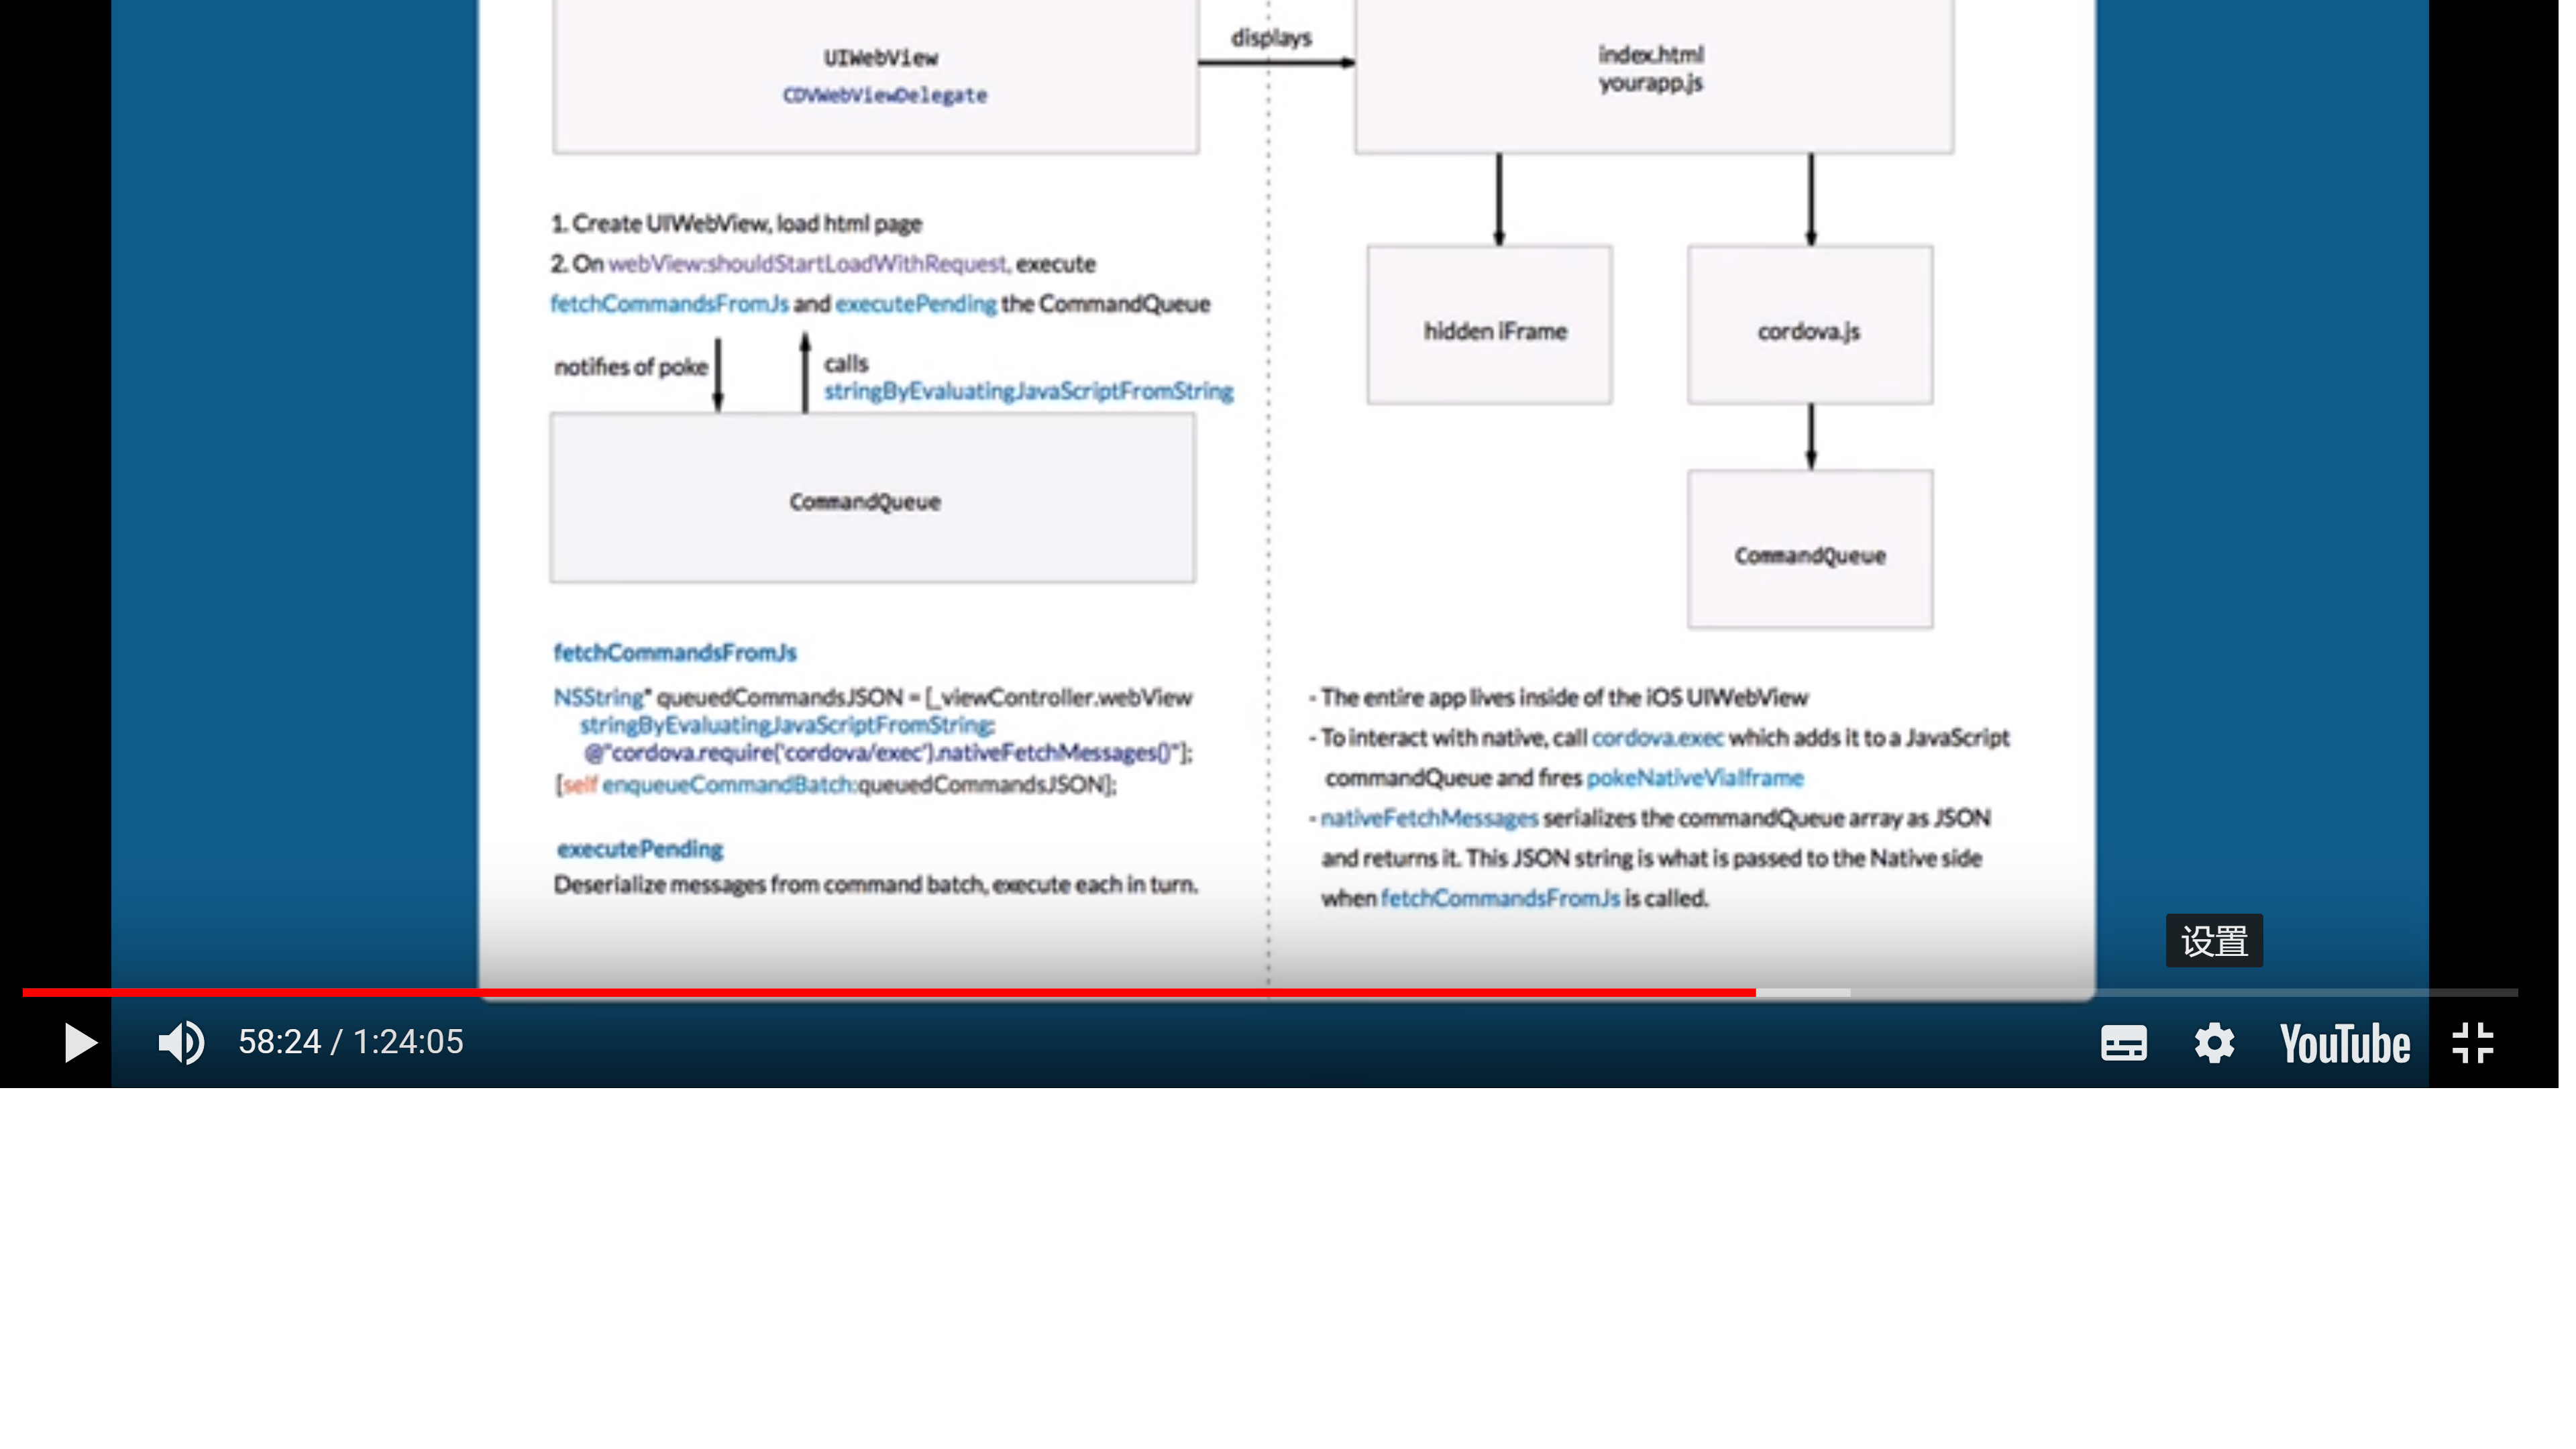 UIWebView
CDVWebViewDelegate
displays
index.html
yourapp.js
1. Create UIWebView, load html page
2. On webView:shouldStartLoadWithRequest, execute
fetchCommandsFromJs and executePending the CommandQueue
notifies of poke
calls
stringByEvaluatingJavaScriptFromString
CommandQueue
hidden iFrame
cordova.js
CommandQueue
fetchCommandsFromJs
NSString* queuedCommandsJSON = [_viewController.webView
stringByEvaluatingJavaScriptFromString:
@"cordova.require('cordova/exec').nativeFetchMessages()"];
[self enqueueCommandBatch:queuedCommandsJSON];
executePending
Deserialize messages from command batch, execute each in turn.
- The entire app lives inside of the iOS UIWebView
- To interact with native, call cordova.exec which adds it to a JavaScript
commandQueue and fires pokeNativeViaIframe
- nativeFetchMessages serializes the commandQueue array as JSON
and returns it. This JSON string is what is passed to the Native side
when fetchCommandsFromJs is called.
设置
58:24 / 1:24:05
YouTube